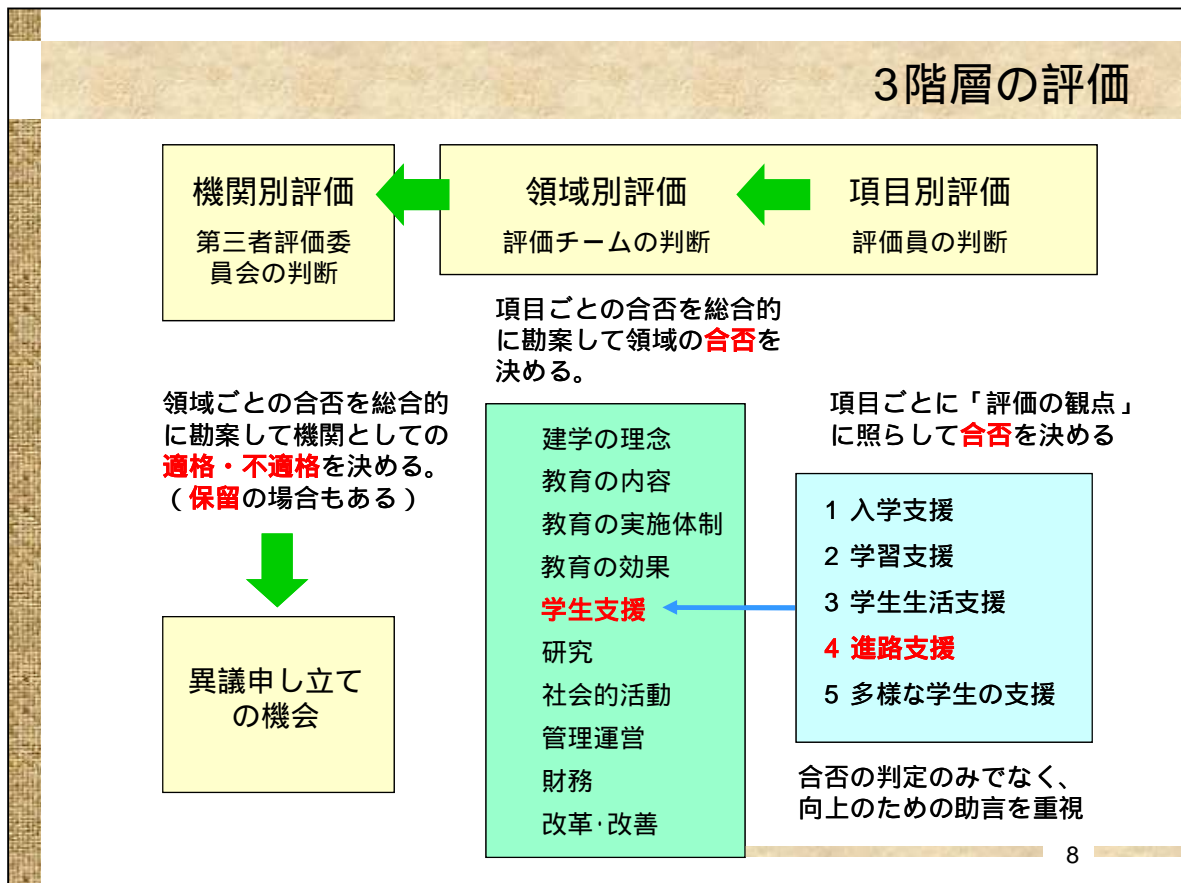 3階層の評価
機関別評価
第三者評価委
員会の判断
領域別評価
評価チームの判断
項目別評価
評価員の判断
項目ごとの合否を総合的
に勘案して領域の合否を
決める。
領域ごとの合否を総合的
に勘案して機関としての
適格・不適格を決める。
（保留の場合もある）
項目ごとに「評価の観点」
に照らして合否を決める
建学の理念
教育の内容
教育の実施体制
教育の効果
学生支援
研究
社会的活動
管理運営
財務
改革･改善
1 入学支援
2 学習支援
3 学生生活支援
4 進路支援
5 多様な学生の支援
異議申し立て
の機会
合否の判定のみでなく、
向上のための助言を重視
8